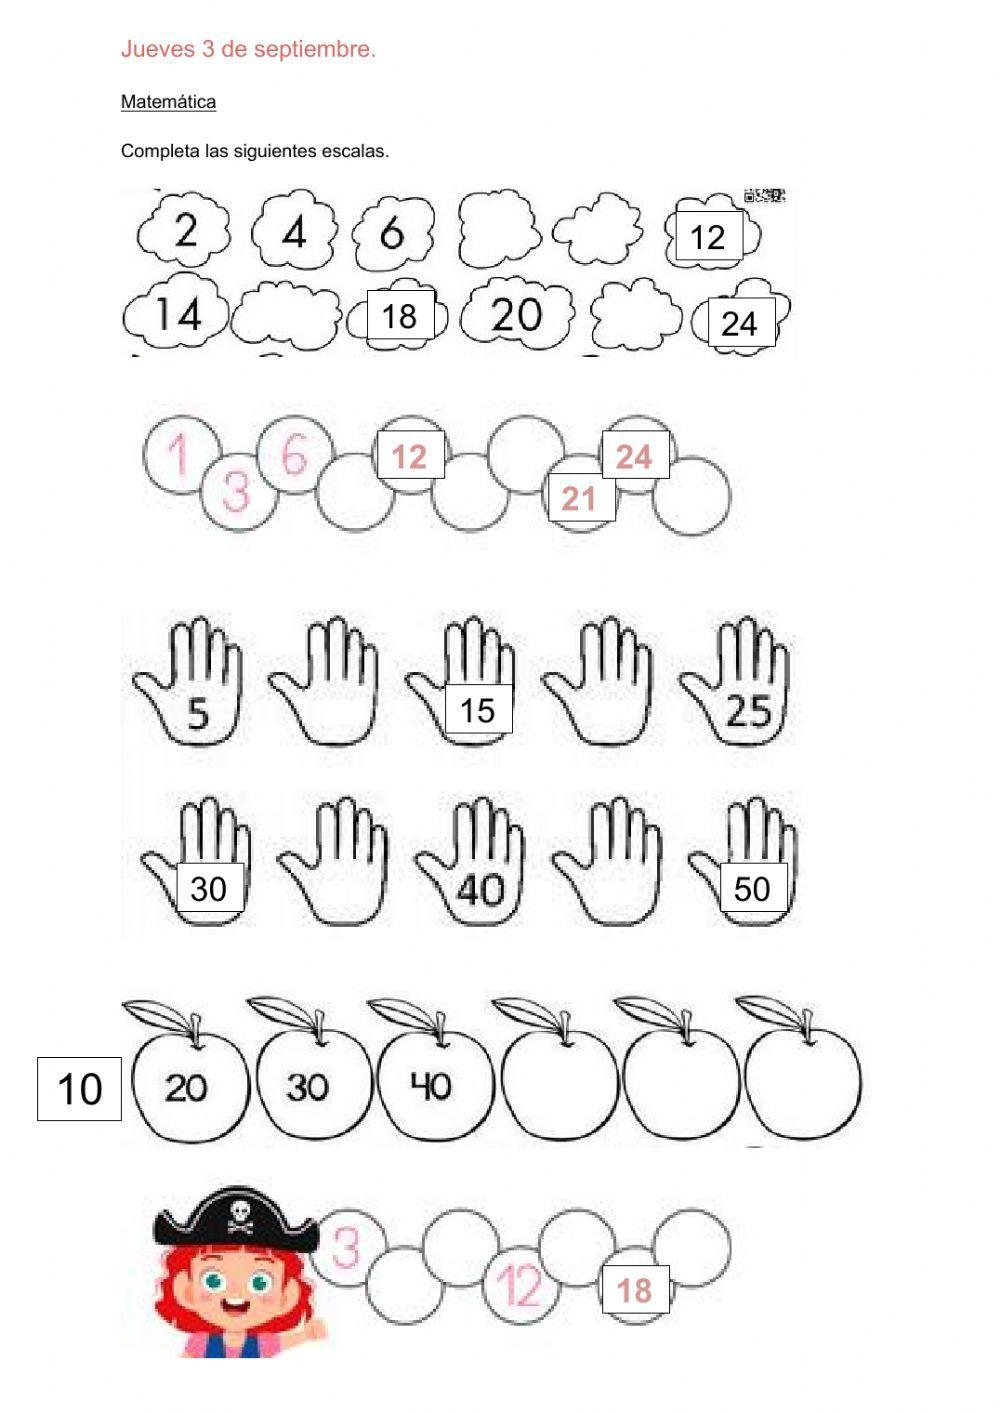 Jueves 3 de septiembre.
Matemática
Completa las siguientes escalas.
2 4 6 12
14 18 20 24
1 3 6 12 21 24
5 15 25
30 40 50
10 20 30 40
3 12 18